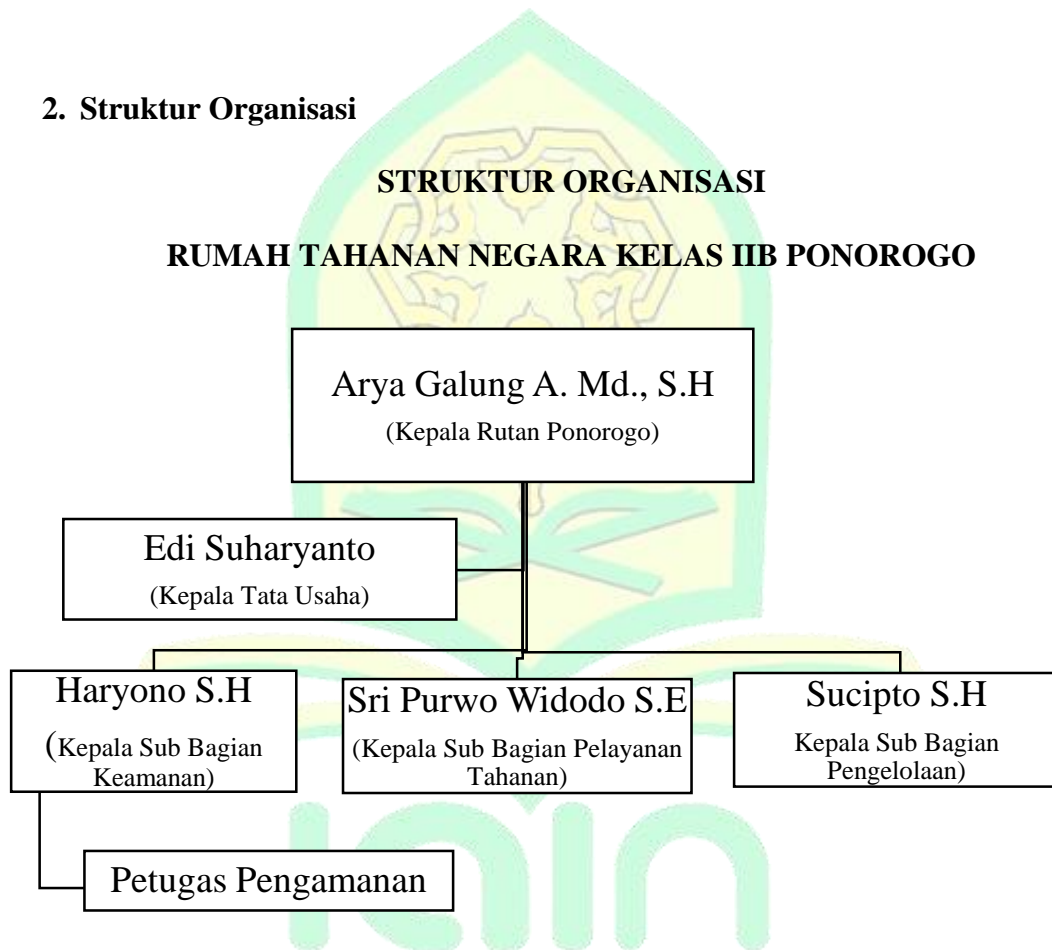 2. Struktur Organisasi
STRUKTUR ORGANISASI
RUMAH TAHANAN NEGARA KELAS IIB PONOROGO
Arya Galung A. Md., S.H
(Kepala Rutan Ponorogo)
Edi Suharyanto
(Kepala Tata Usaha)
Haryono S.H
(Kepala Sub Bagian
Keamanan)
Sri Purwo Widodo S.E
(Kepala Sub Bagian Pelayanan
Tahanan)
Sucipto S.H
Kepala Sub Bagian
Pengelolaan)
Petugas Pengamanan
iain